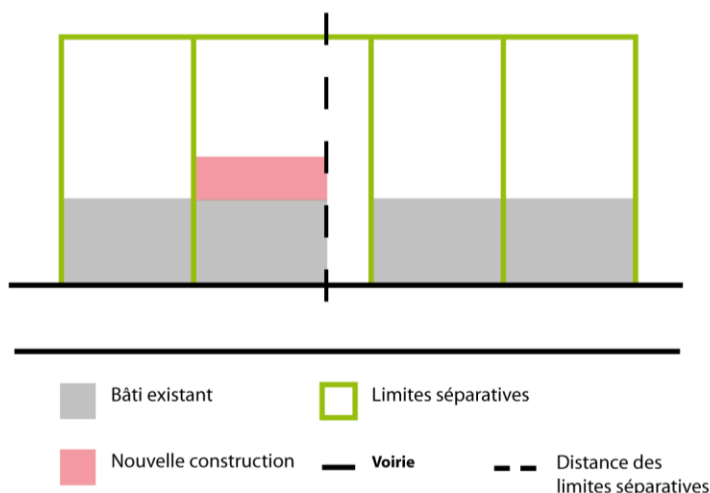 Bâti existant
Limites séparatives
Nouvelle construction
Voirie
Distance des
limites séparatives